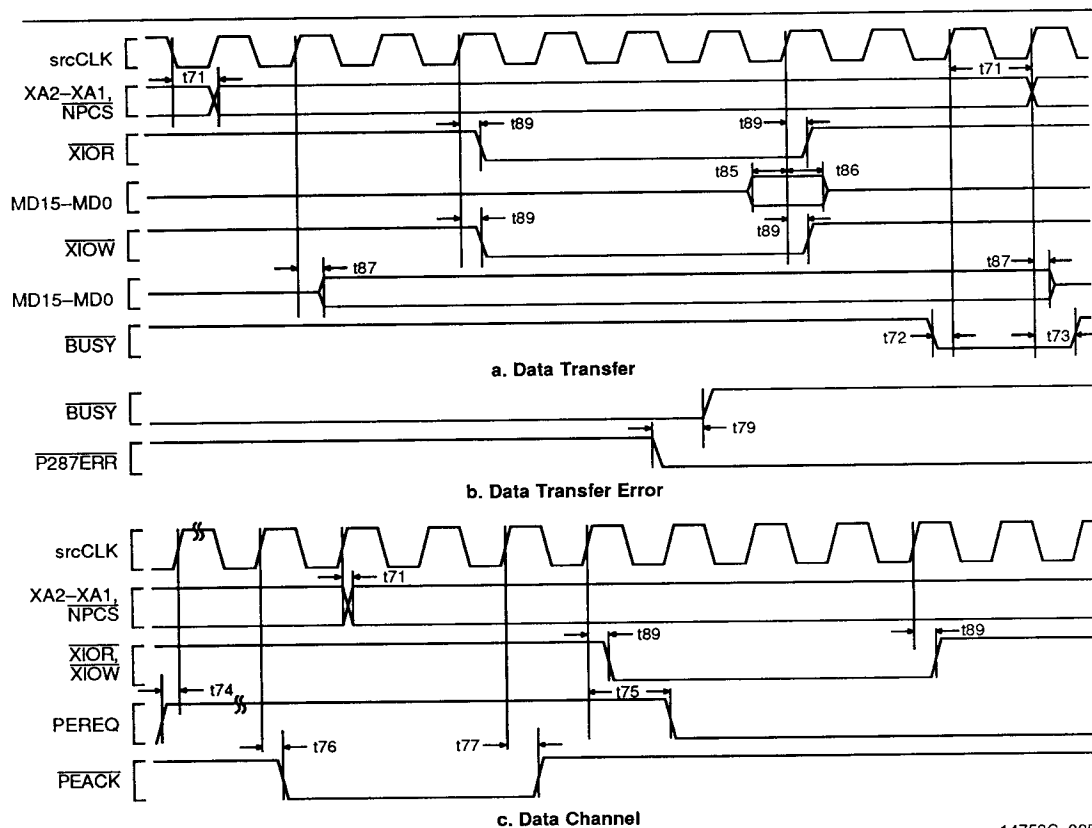 srcCLK
t71
t71
XA2–XA1,
NPCS
t89
t89
XIOR
t85
t86
MD15–MD0
t89
t89
XIOW
t87
t87
MD15–MD0
t72
t73
BUSY
a. Data Transfer
BUSY
t79
P287ERR
b. Data Transfer Error
srcCLK
t71
XA2–XA1,
NPCS
t89
t89
XIOR,
XIOW
t74
t75
PEREQ
t76
t77
PEACK
c. Data Channel